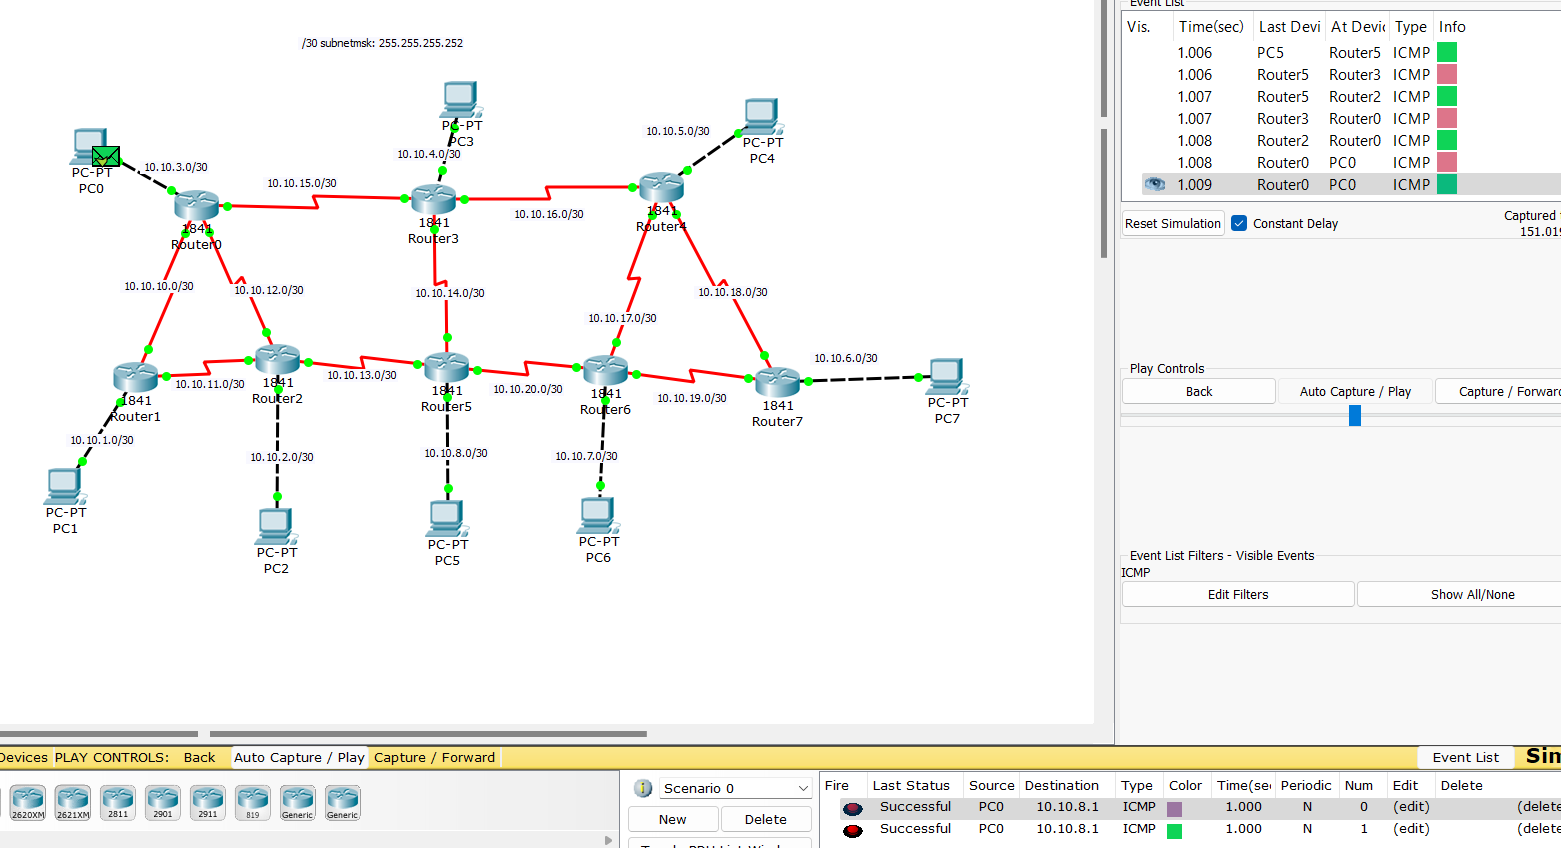 /30 subnetmsk: 255.255.255.252
PC-PT
PC3
10.10.4.0/30
10.10.5.0/30
PC-PT
PC4
PC-PT
PC0
10.10.3.0/30
10.10.15.0/30
10.10.16.0/30
1841
Router0
1841
Router3
1841
Router4
10.10.10.0/30
10.10.12.0/30
10.10.14.0/30
10.10.17.0/30
10.10.18.0/30
10.10.6.0/30
1841
Router1
10.10.11.0/30
1841
Router2
10.10.13.0/30
1841
Router5
10.10.20.0/30
1841
Router6
10.10.19.0/30
1841
Router7
PC-PT
PC7
10.10.1.0/30
10.10.2.0/30
10.10.8.0/30
10.10.7.0/30
PC-PT
PC1
PC-PT
PC2
PC-PT
PC5
PC-PT
PC6
Event List
Vis. Time(sec) Last Devi At Devic Type Info
1.006 PC5 Router5 ICMP
1.006 Router5 Router3 ICMP
1.007 Router5 Router2 ICMP
1.007 Router3 Router0 ICMP
1.008 Router2 Router0 ICMP
1.008 Router0 PC0 ICMP
1.009 Router0 PC0 ICMP
Reset Simulation Constant Delay Captured
151.019
Play Controls
Back Auto Capture / Play Capture / Forward
Event List Filters - Visible Events
ICMP
Edit Filters Show All/None
Devices PLAY CONTROLS: Back Auto Capture / Play Capture / Forward Event List Sim
2620XM 2621XM 2811 2901 2911 819 Generic Generic
Scenario 0
New Delete
Fire Last Status Source Destination Type Color Time(sec Periodic Num Edit Delete
Successful PC0 10.10.8.1 ICMP 1.000 N 0 (edit) (delete
Successful PC0 10.10.8.1 ICMP 1.000 N 1 (edit) (delete